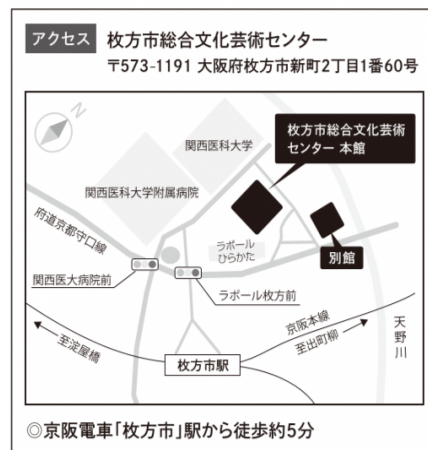 アクセス 枚方市総合文化芸術センター
〒573-1191 大阪府枚方市新町2丁目1番60号
N
関西医科大学
枚方市総合文化芸術
センター 本館
関西医科大学附属病院
府道京都守口線
ラポール
ひらかた
別館
関西医大病院前
ラポール枚方前
京阪本線
至淀屋橋
至出町柳
天野川
枚方市駅
◎京阪電車「枚方市」駅から徒歩約5分